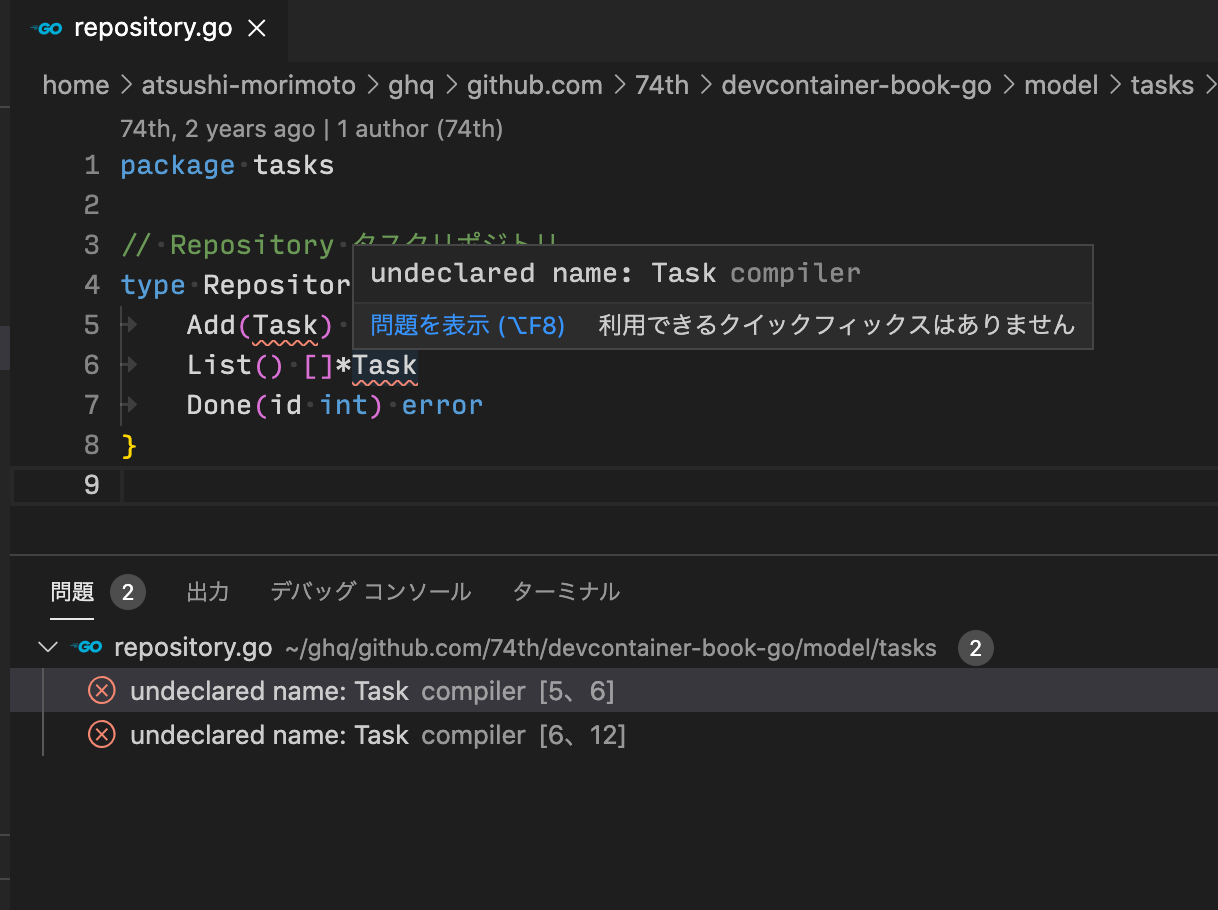 GO repository.go ×
home > atsushi-morimoto > ghq > github.com > 74th > devcontainer-book-go > model > tasks >
74th, 2 years ago | 1 author (74th)
1 package tasks
2
3 // Repository タスクリポジトリ
4 type Repositor
undeclared name: Task compiler
5 Add(Task)
問題を表示 (⌥F8) 利用できるクイックフィックスはありません
6 List() []*Task
7 Done(id int) error
8 }
9
問題 2 出力 デバッグ コンソール ターミナル
GO repository.go ~/ghq/github.com/74th/devcontainer-book-go/model/tasks 2
undeclared name: Task compiler [5、6]
undeclared name: Task compiler [6、12]